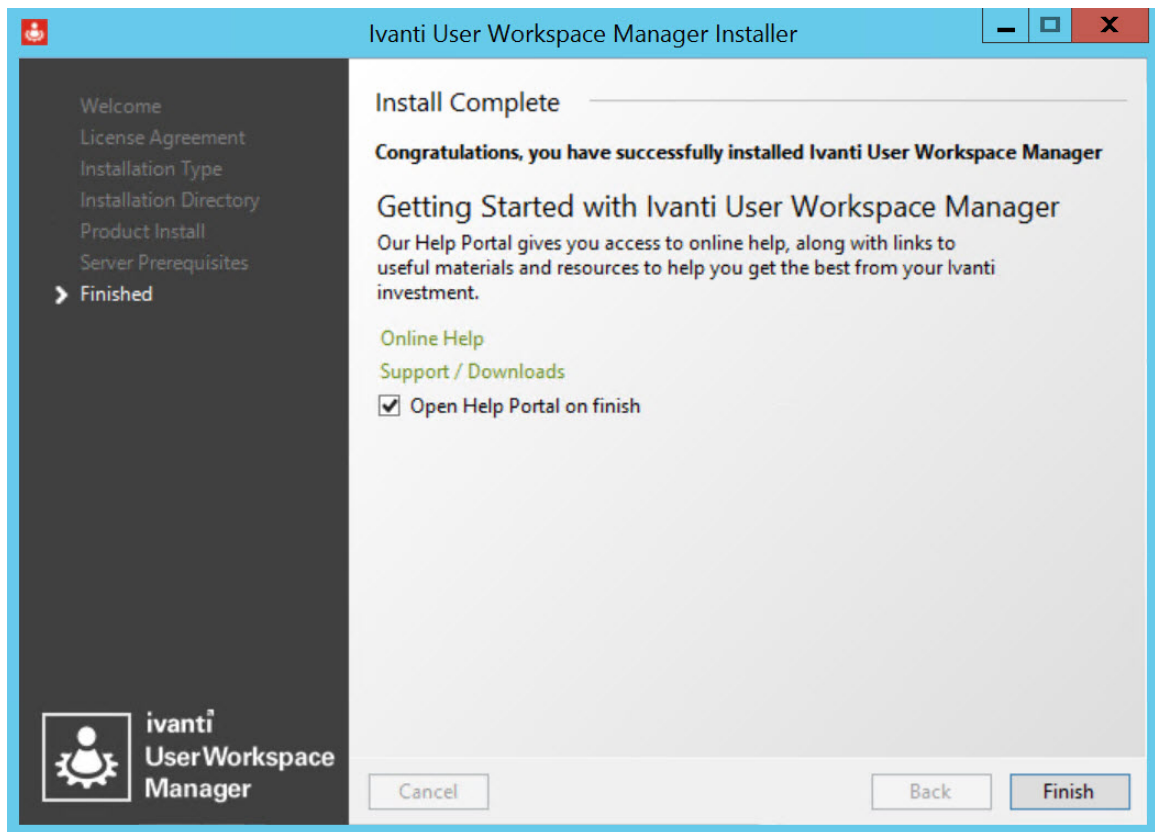 Ivanti User Workspace Manager Installer
Welcome
License Agreement
Installation Type
Installation Directory
Product Install
Server Prerequisites
Finished
Install Complete
Congratulations, you have successfully installed Ivanti User Workspace Manager
Getting Started with Ivanti User Workspace Manager
Our Help Portal gives you access to online help, along with links to
useful materials and resources to help you get the best from your Ivanti
investment.
Online Help
Support / Downloads
Open Help Portal on finish
ivanti
User Workspace
Manager
Cancel
Back
Finish